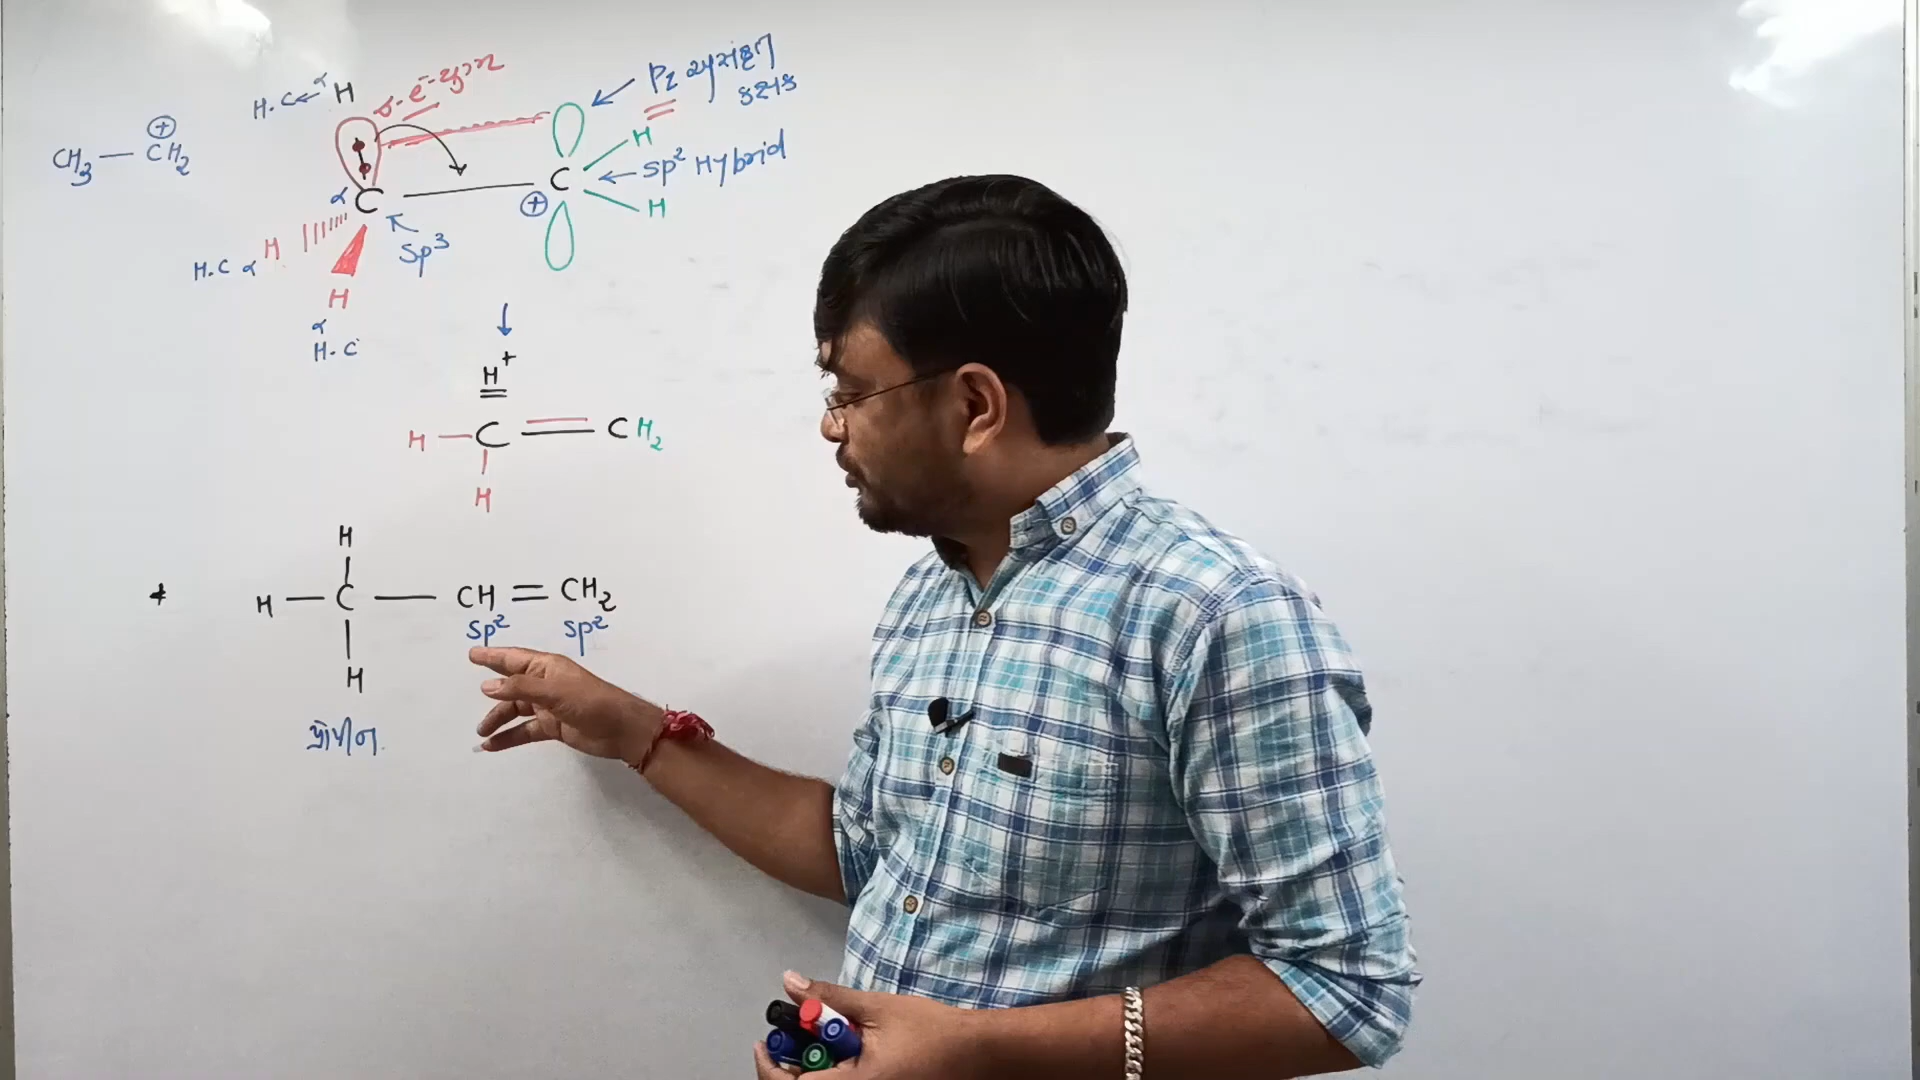 CH3 — CH2 ⊕
H.C ← α H
σ-e⁻-યુગ્મ
Pz અસંકૃત
કક્ષક
H
C
sp² Hybrid
⊕
H
α C
sp³
H.C α H
H
α
H.C
H⁺
H — C = CH2
H
H
* H — C — CH = CH2
sp² sp²
H
પ્રોપીન